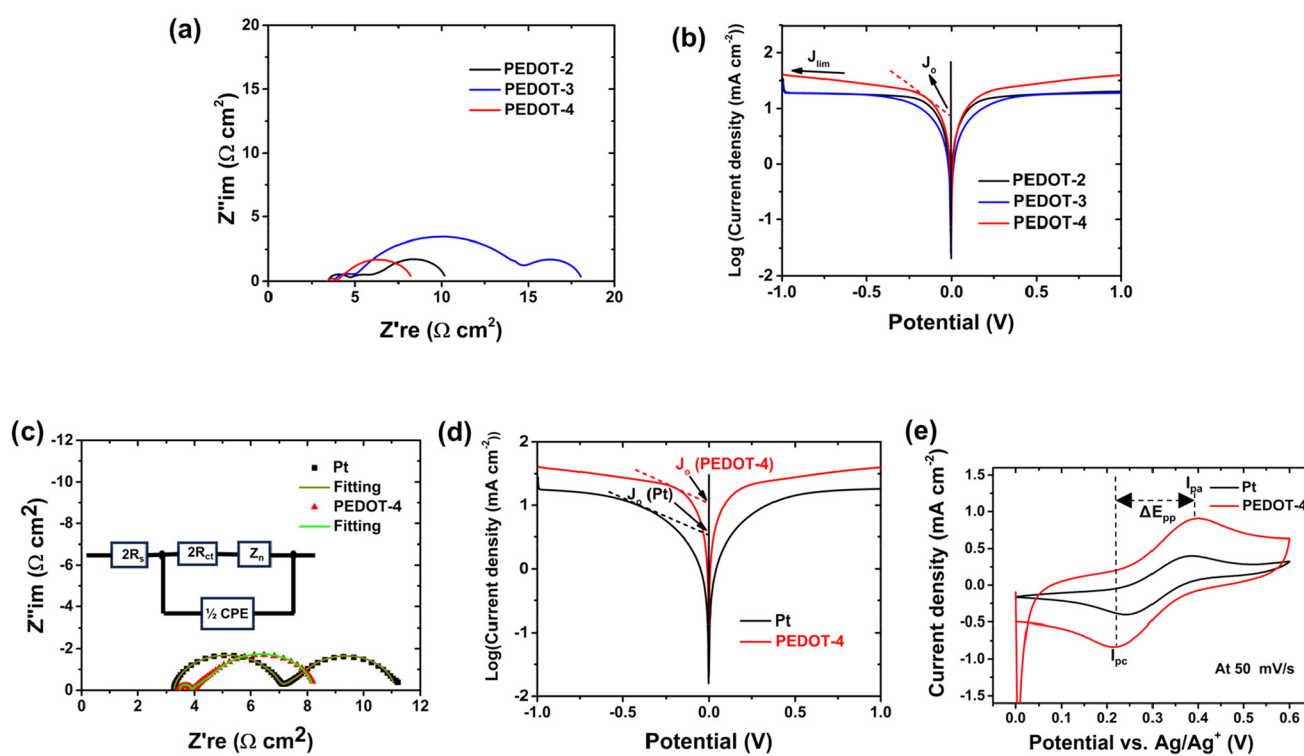 (a)
20
15
10
5
0
Z"im (Ω cm²)
PEDOT-2
PEDOT-3
PEDOT-4
0 5 10 15 20
Z're (Ω cm²)
(b)
2
1
0
-1
-2
Log (Current density (mA cm⁻²))
J_lim
J_o
PEDOT-2
PEDOT-3
PEDOT-4
-1.0 -0.5 0.0 0.5 1.0
Potential (V)
(c)
-12
-10
-8
-6
-4
-2
0
Z"im (Ω cm²)
Pt
Fitting
PEDOT-4
Fitting
2R_s 2R_ct Z_n
½ CPE
0 2 4 6 8 10 12
Z're (Ω cm²)
(d)
2
1
0
-1
-2
Log(Current density (mA cm⁻²))
J_o (PEDOT-4)
J_o (Pt)
Pt
PEDOT-4
-1.0 -0.5 0.0 0.5 1.0
Potential (V)
(e)
1.5
1.0
0.5
0.0
-0.5
-1.0
-1.5
Current density (mA cm⁻²)
I_pa
Pt
PEDOT-4
ΔE_pp
I_pc
At 50 mV/s
0.0 0.1 0.2 0.3 0.4 0.5 0.6
Potential vs. Ag/Ag⁺ (V)